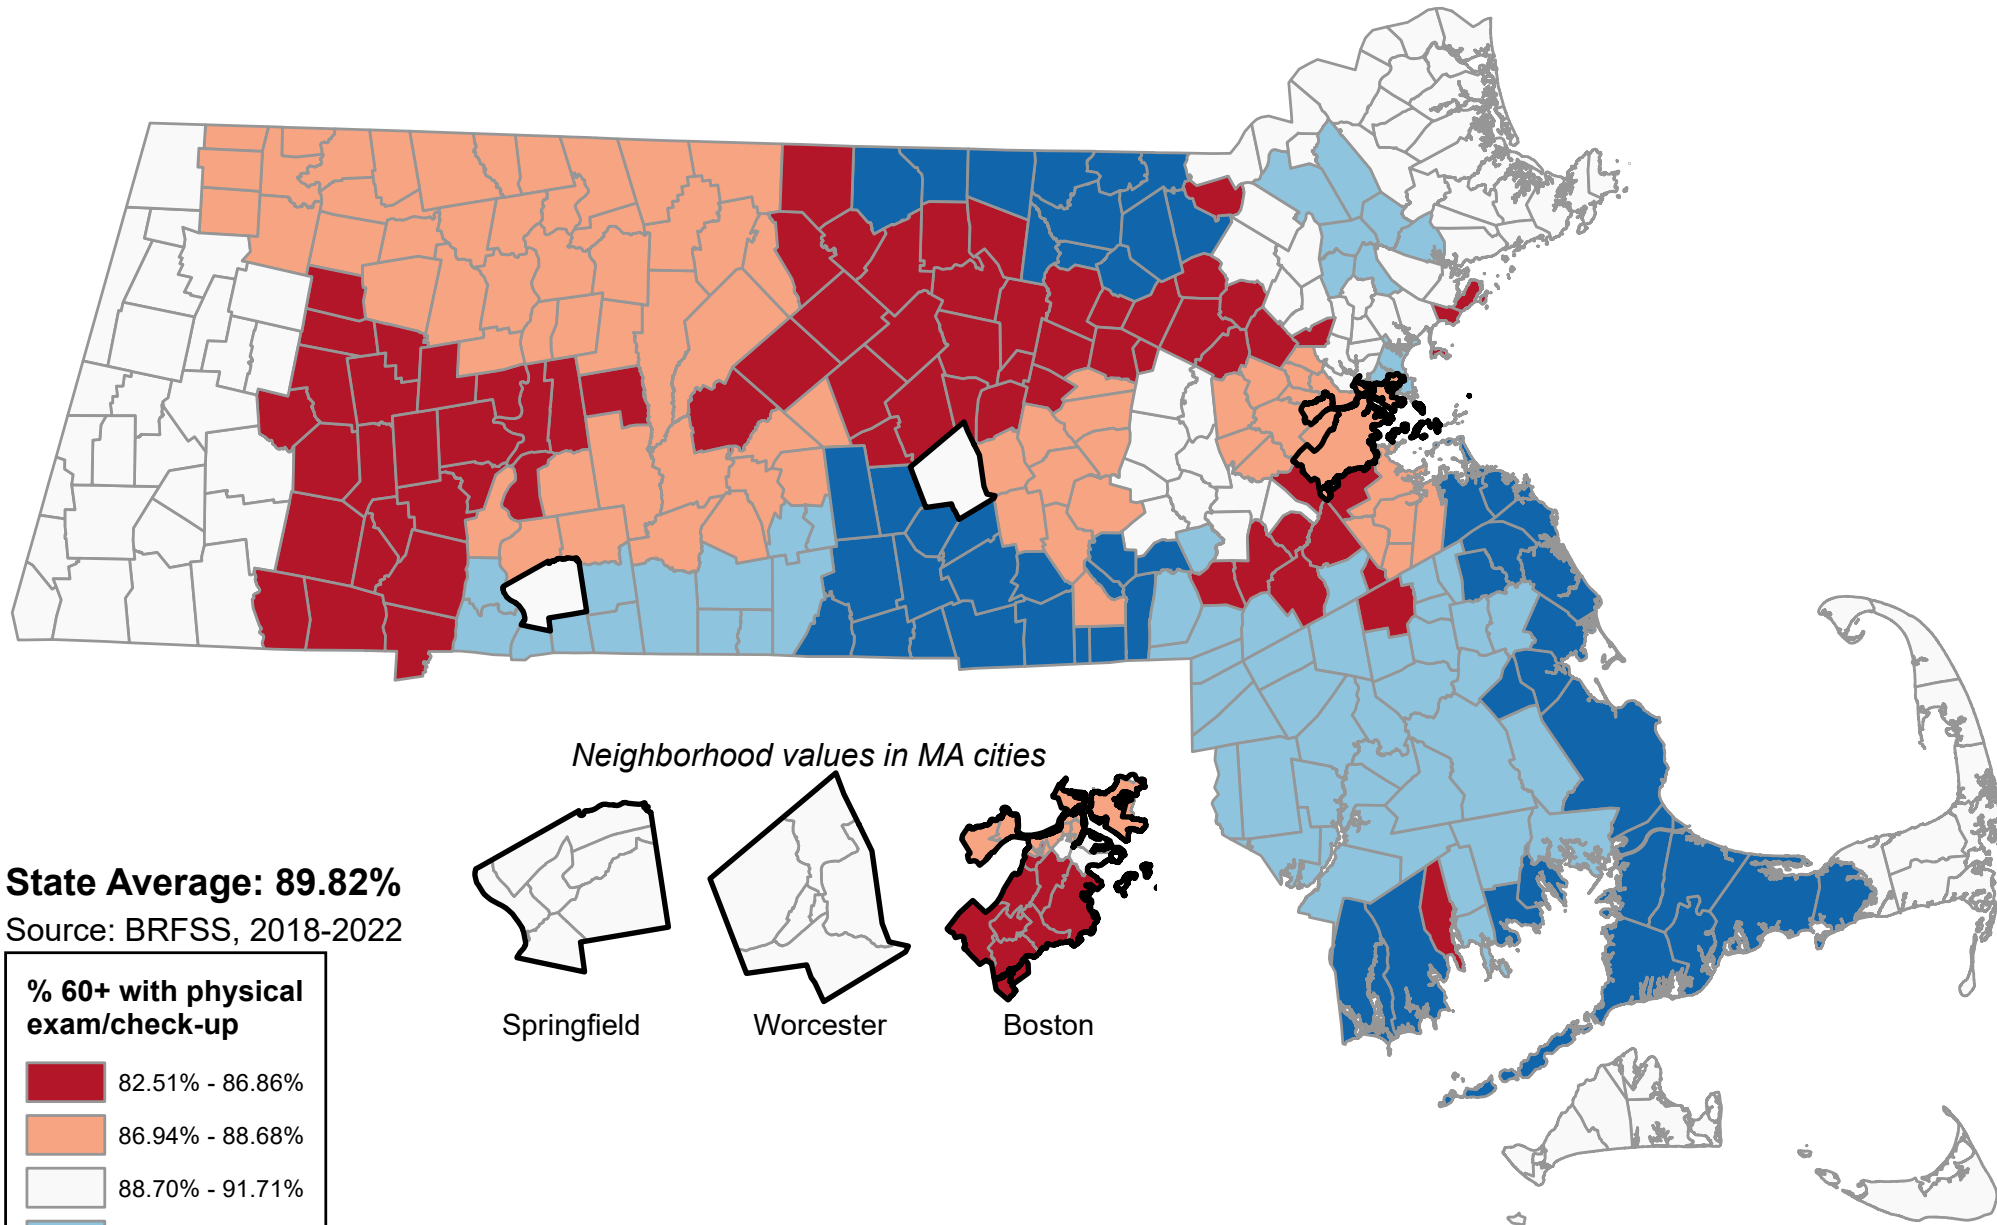 Neighborhood values in MA cities
State Average: 89.82%
Source: BRFSS, 2018-2022
% 60+ with physical
exam/check-up
82.51% - 86.86%
86.94% - 88.68%
88.70% - 91.71%
Springfield
Worcester
Boston